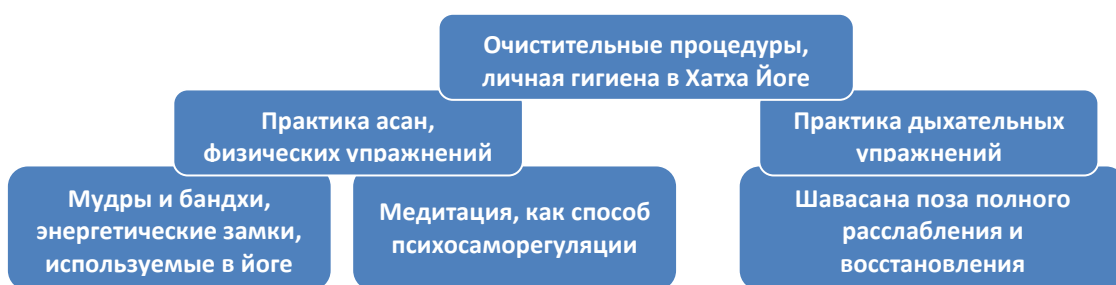 Очистительные процедуры,
личная гигиена в Хатха Йоге
Практика асан,
физических упражнений
Практика дыхательных
упражнений
Мудры и бандхи,
энергетические замки,
используемые в йоге
Медитация, как способ
психосаморегуляции
Шавасана поза полного
расслабления и
восстановления